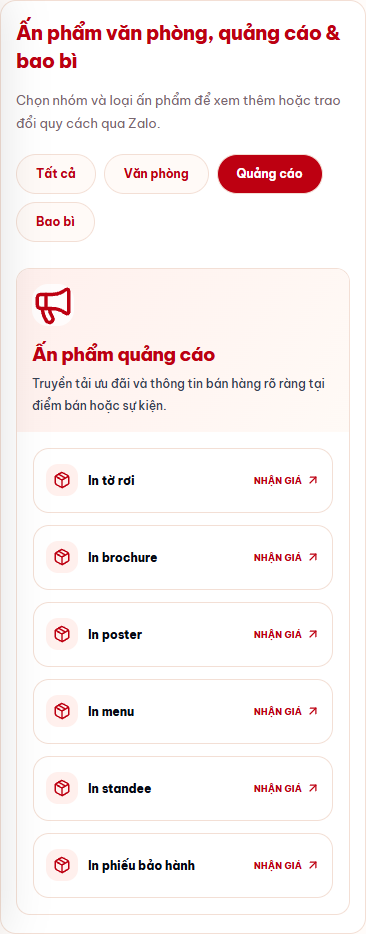 Ấn phẩm văn phòng, quảng cáo &
bao bì
Chọn nhóm và loại ấn phẩm để xem thêm hoặc trao
đổi quy cách qua Zalo.
Tất cả
Văn phòng
Quảng cáo
Bao bì
Ấn phẩm quảng cáo
Truyền tải ưu đãi và thông tin bán hàng rõ ràng tại
điểm bán hoặc sự kiện.
In tờ rơi
NHẬN GIÁ
In brochure
NHẬN GIÁ
In poster
NHẬN GIÁ
In menu
NHẬN GIÁ
In standee
NHẬN GIÁ
In phiếu bảo hành
NHẬN GIÁ